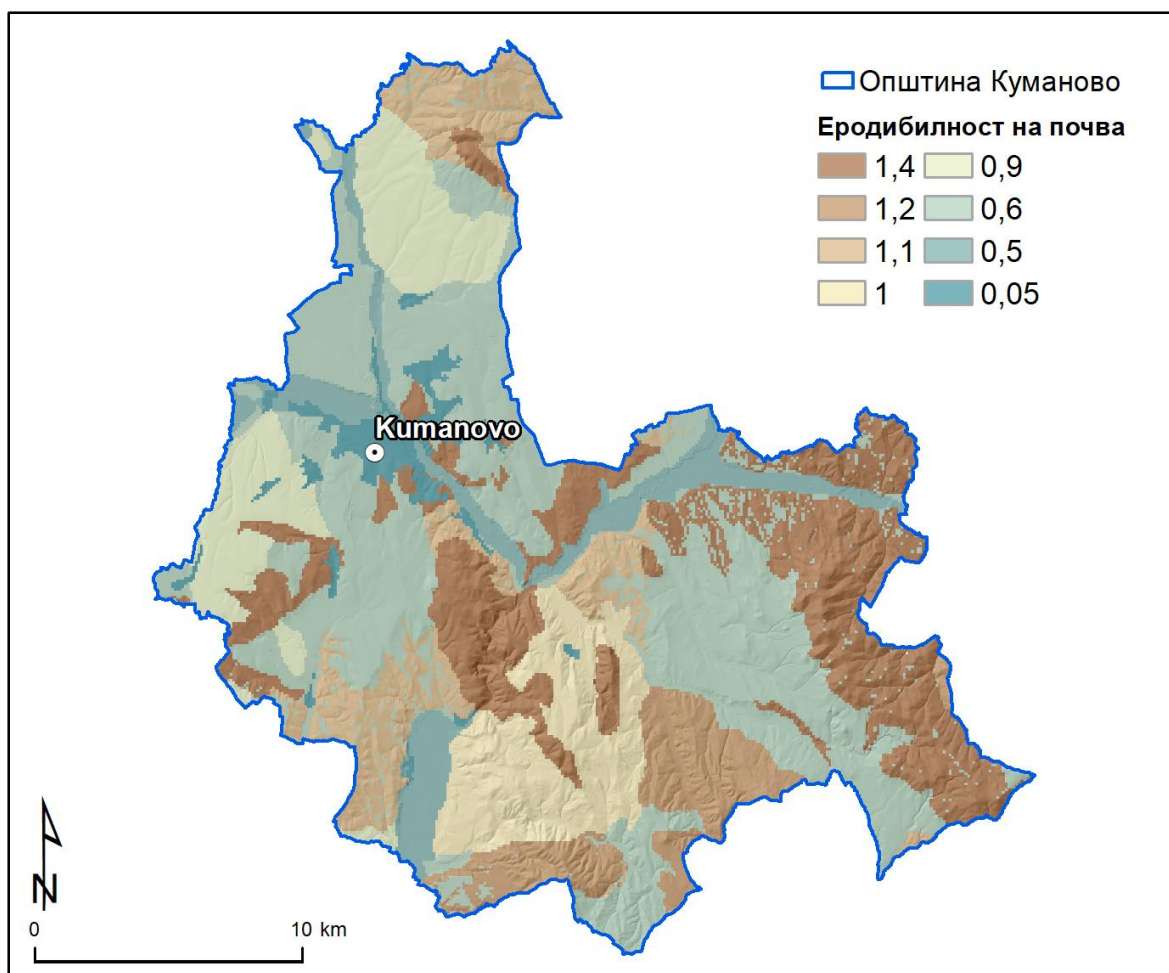 Општина Куманово
Еродибилност на почва
1,4 0,9
1,2 0,6
1,1 0,5
1 0,05
Kumanovo
N
0 10 km